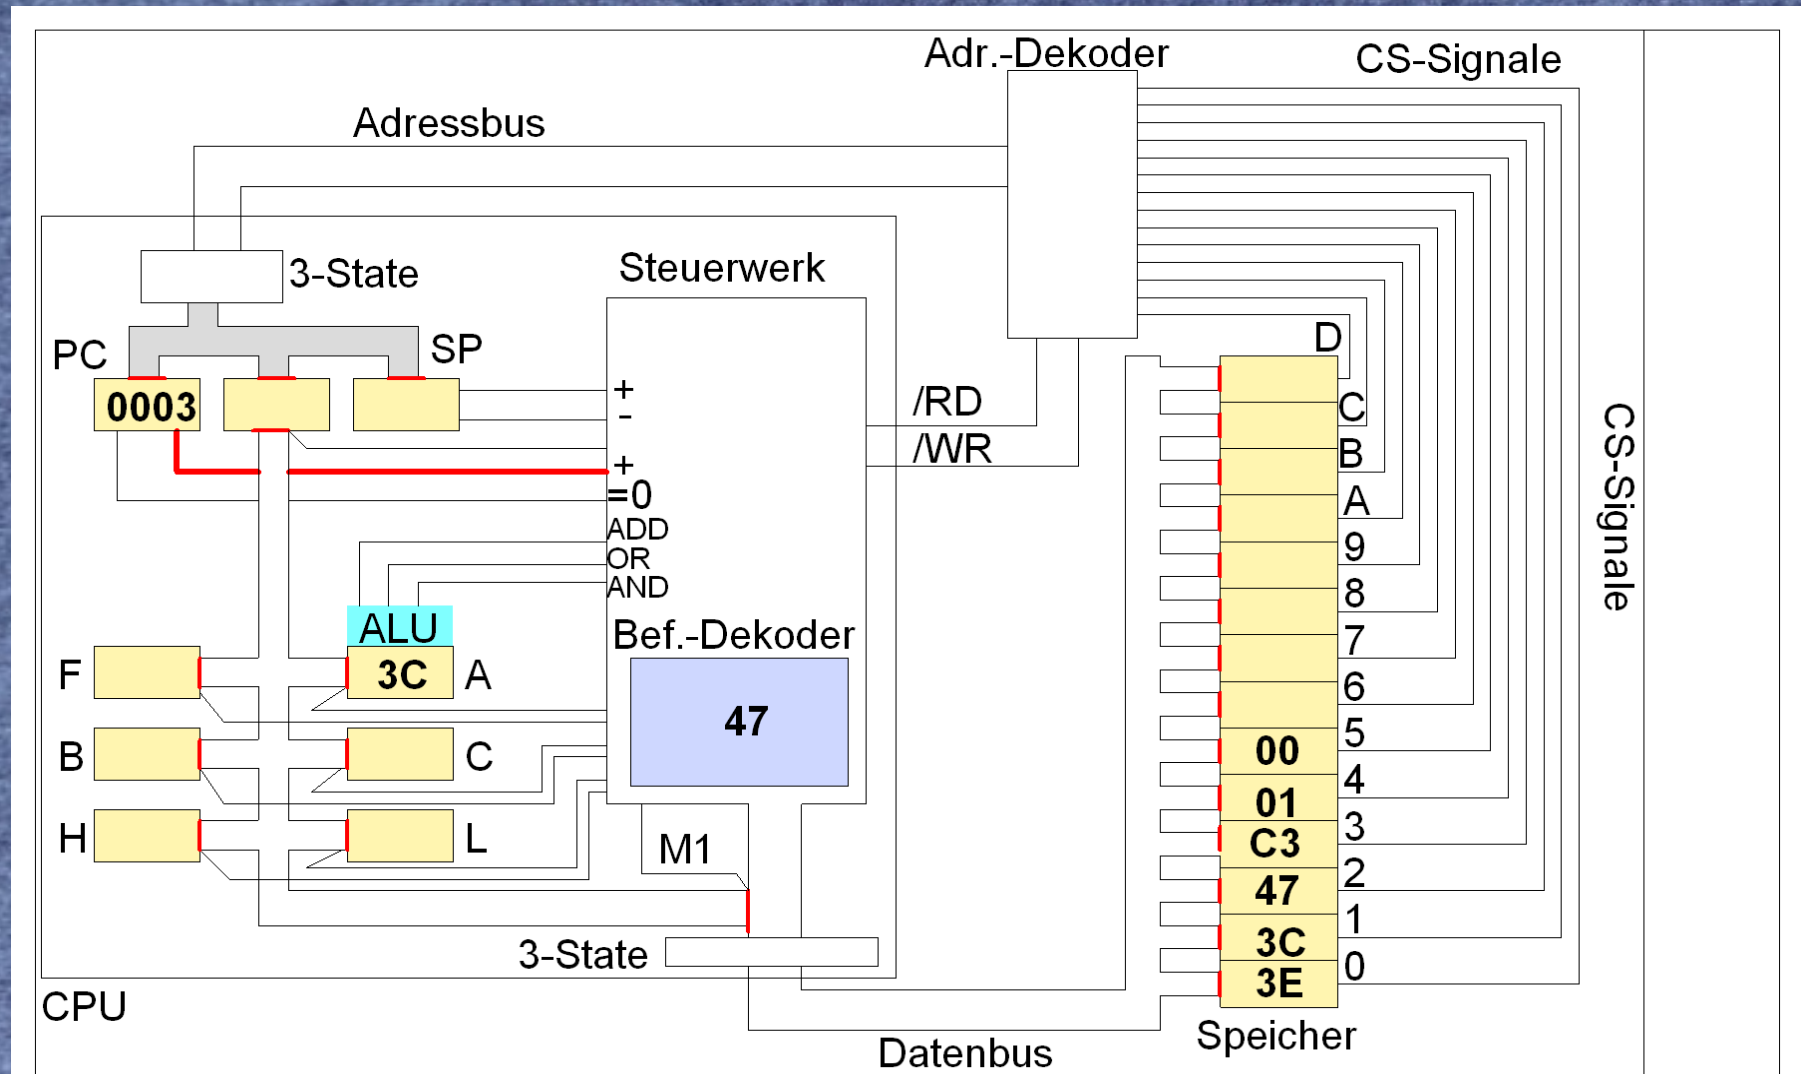 Adr.-Dekoder
CS-Signale
Adressbus
3-State
Steuerwerk
PC
SP
0003
+
-
+
=0
ADD
OR
AND
/RD
/WR
ALU
Bef.-Dekoder
F
3C
A
47
B
C
H
L
M1
3-State
CPU
Datenbus
D
C
B
A
9
8
7
6
00
5
01
4
C3
3
47
2
3C
1
3E
0
Speicher
CS-Signale